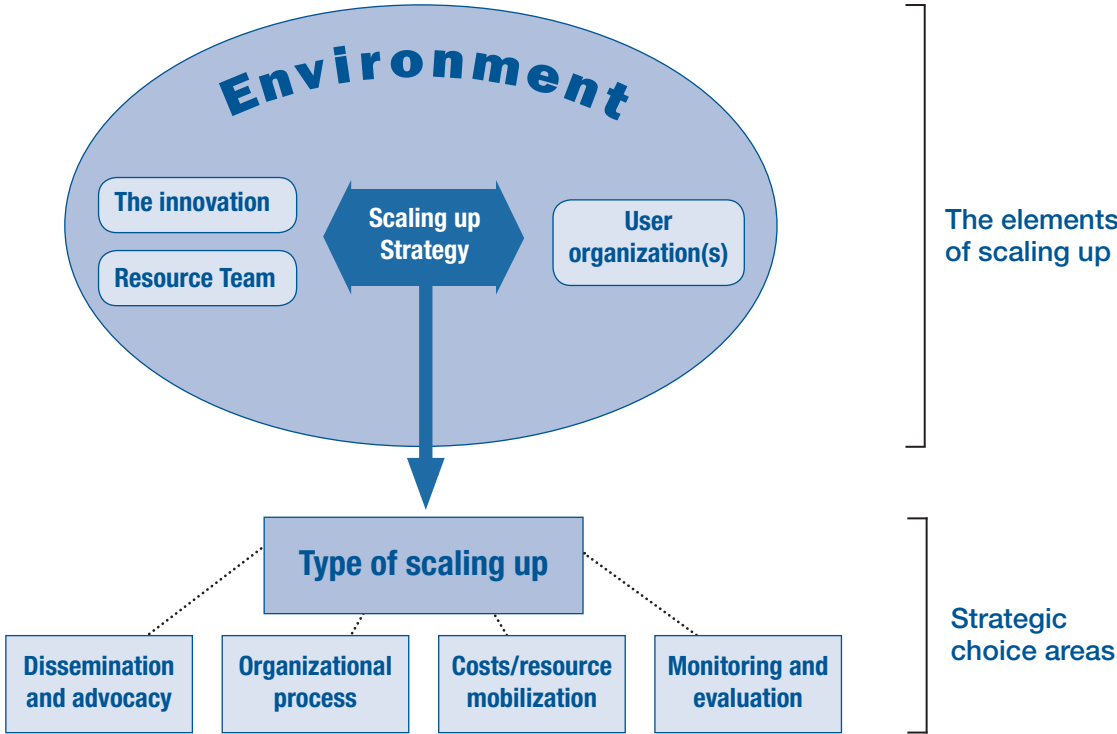 Environment
The innovation
Resource Team
Scaling up
Strategy
User
organization(s)
The elements
of scaling up
Type of scaling up
Dissemination
and advocacy
Organizational
process
Costs/resource
mobilization
Monitoring and
evaluation
Strategic
choice areas